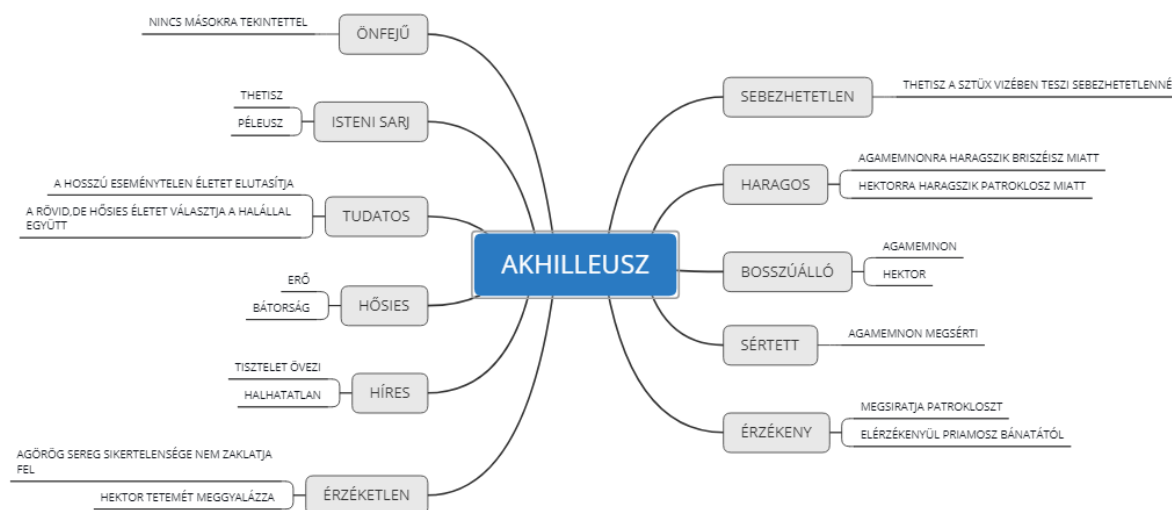 AKHILLEUSZ
ÖNFEJŰ
NINCS MÁSOKRA TEKINTETTEL
ISTENI SARJ
THETISZ
PÉLEUSZ
TUDATOS
A HOSSZÚ ESEMÉNYTELEN ÉLETET ELUTASÍTJA
A RÖVID,DE HŐSIES ÉLETET VÁLASZTJA A HALÁLLAL
EGYÜTT
HŐSIES
ERŐ
BÁTORSÁG
HÍRES
TISZTELET ÖVEZI
HALHATATLAN
ÉRZÉKETLEN
AGÖRÖG SEREG SIKERTELENSÉGE NEM ZAKLATJA
FEL
HEKTOR TETEMÉT MEGGYALÁZZA
SEBEZHETETLEN
THETISZ A SZTÜX VIZÉBEN TESZI SEBEZHETETLENNÉ
HARAGOS
AGAMEMNONRA HARAGSZIK BRISZÉISZ MIATT
HEKTORRA HARAGSZIK PATROKLOSZ MIATT
BOSSZÚÁLLÓ
AGAMEMNON
HEKTOR
SÉRTETT
AGAMEMNON MEGSÉRTI
ÉRZÉKENY
MEGSIRATJA PATROKLOSZT
ELÉRZÉKENYÜL PRIAMOSZ BÁNATÁTÓL